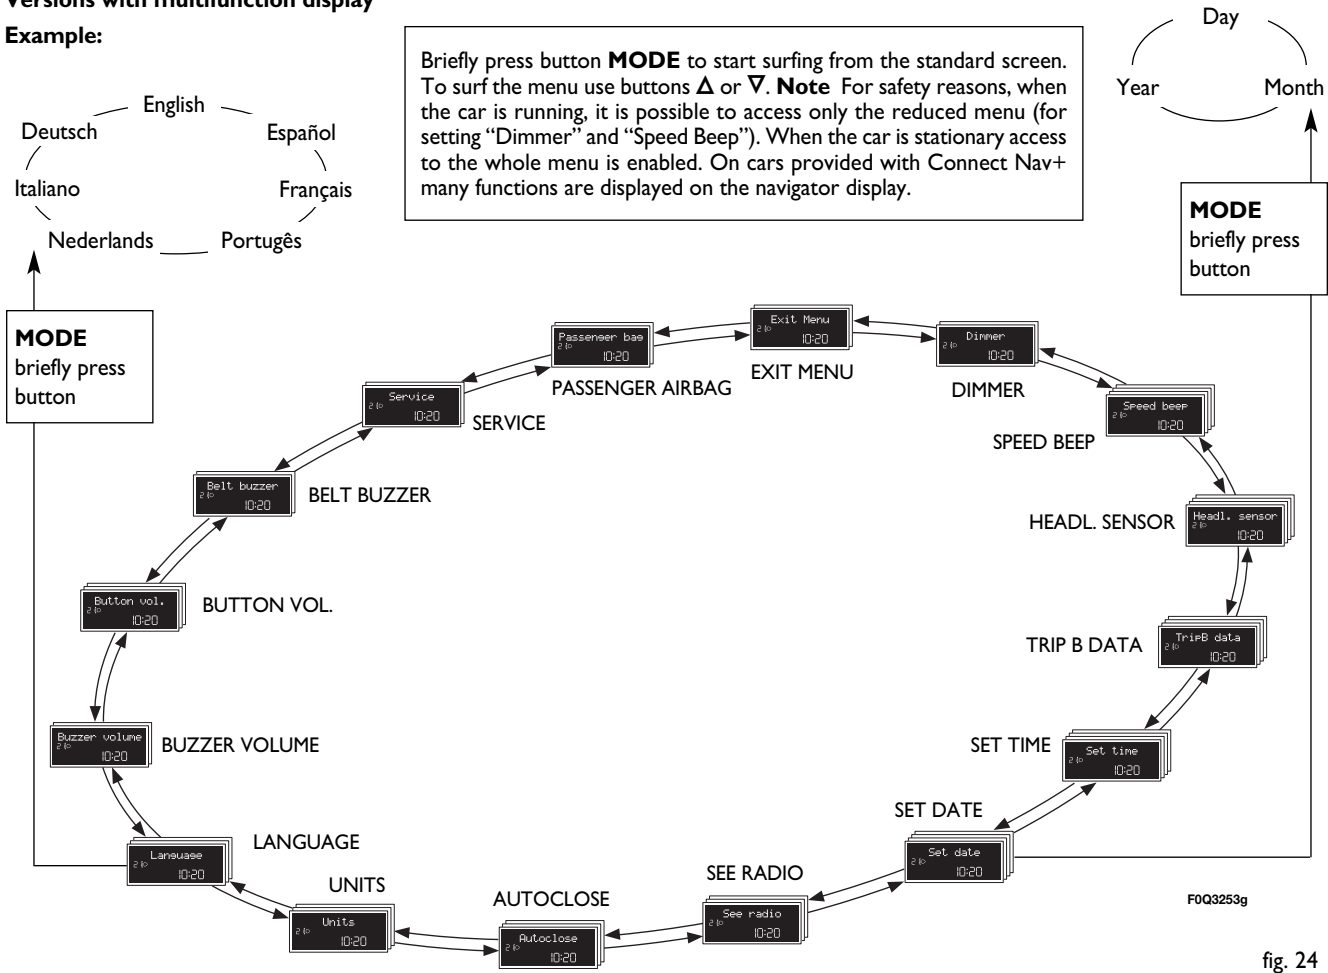 Versions with multifunction display
Example:
English
Deutsch
Español
Italiano
Français
Nederlands
Portugês
MODE
briefly press
button
Briefly press button MODE to start surfing from the standard screen.
To surf the menu use buttons Δ or ∇. Note For safety reasons, when
the car is running, it is possible to access only the reduced menu (for
setting “Dimmer” and “Speed Beep”). When the car is stationary access
to the whole menu is enabled. On cars provided with Connect Nav+
many functions are displayed on the navigator display.
Day
Year
Month
MODE
briefly press
button
Exit Menu
10:20
EXIT MENU
Dimmer
10:20
DIMMER
Speed beep
10:20
SPEED BEEP
Headl. sensor
10:20
HEADL. SENSOR
TripB data
10:20
TRIP B DATA
Set time
10:20
SET TIME
Set date
10:20
SET DATE
See radio
10:20
SEE RADIO
Autoclose
10:20
AUTOCLOSE
Units
10:20
UNITS
Language
10:20
LANGUAGE
Buzzer volume
10:20
BUZZER VOLUME
Button vol.
10:20
BUTTON VOL.
Belt buzzer
10:20
BELT BUZZER
Service
10:20
SERVICE
Passenger bag
10:20
PASSENGER AIRBAG
F0Q3253g
fig. 24